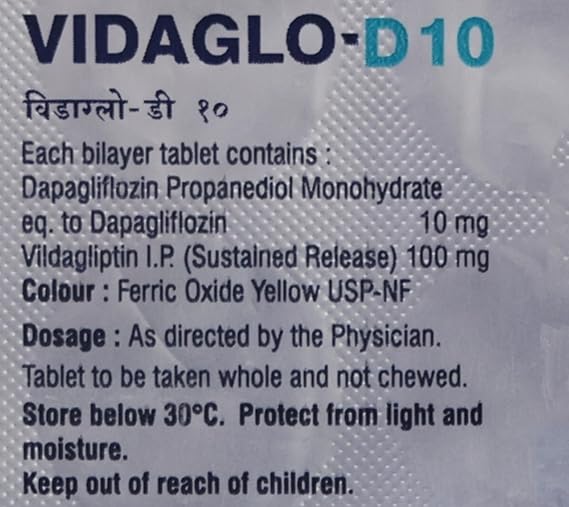 VIDAGLO-D10
विडाग्लो-डी १०
Each bilayer tablet contains :
Dapagliflozin Propanediol Monohydrate
eq. to Dapagliflozin 10 mg
Vildagliptin I.P. (Sustained Release) 100 mg
Colour : Ferric Oxide Yellow USP-NF
Dosage : As directed by the Physician.
Tablet to be taken whole and not chewed.
Store below 30°C. Protect from light and
moisture.
Keep out of reach of children.